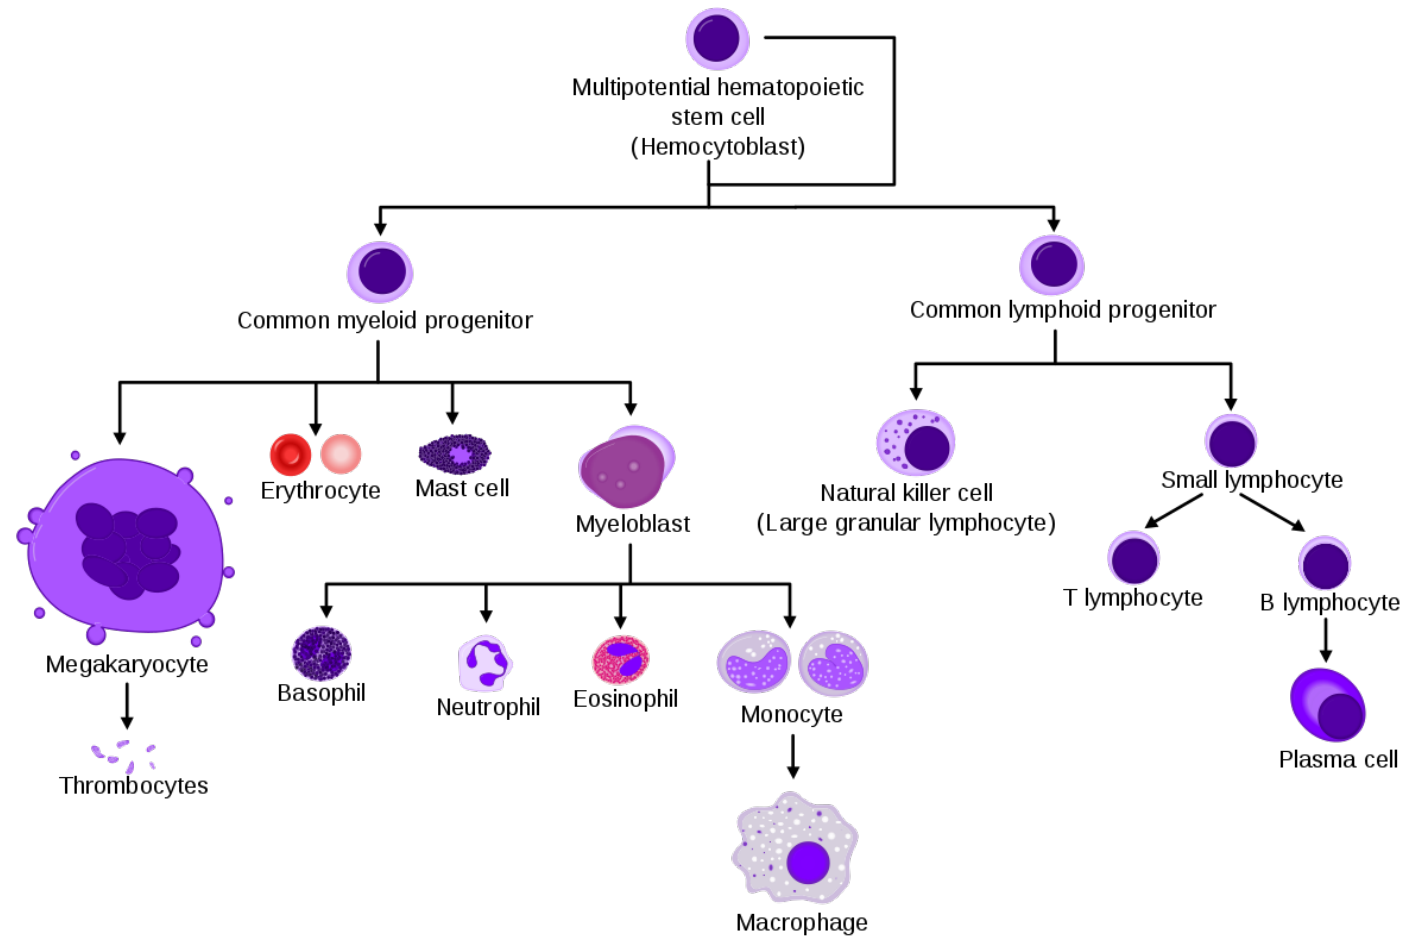 Multipotential hematopoietic
stem cell
(Hemocytoblast)
Common myeloid progenitor
Common lymphoid progenitor
Erythrocyte
Mast cell
Myeloblast
Natural killer cell
(Large granular lymphocyte)
Small lymphocyte
T lymphocyte
B lymphocyte
Megakaryocyte
Basophil
Neutrophil
Eosinophil
Monocyte
Plasma cell
Thrombocytes
Macrophage